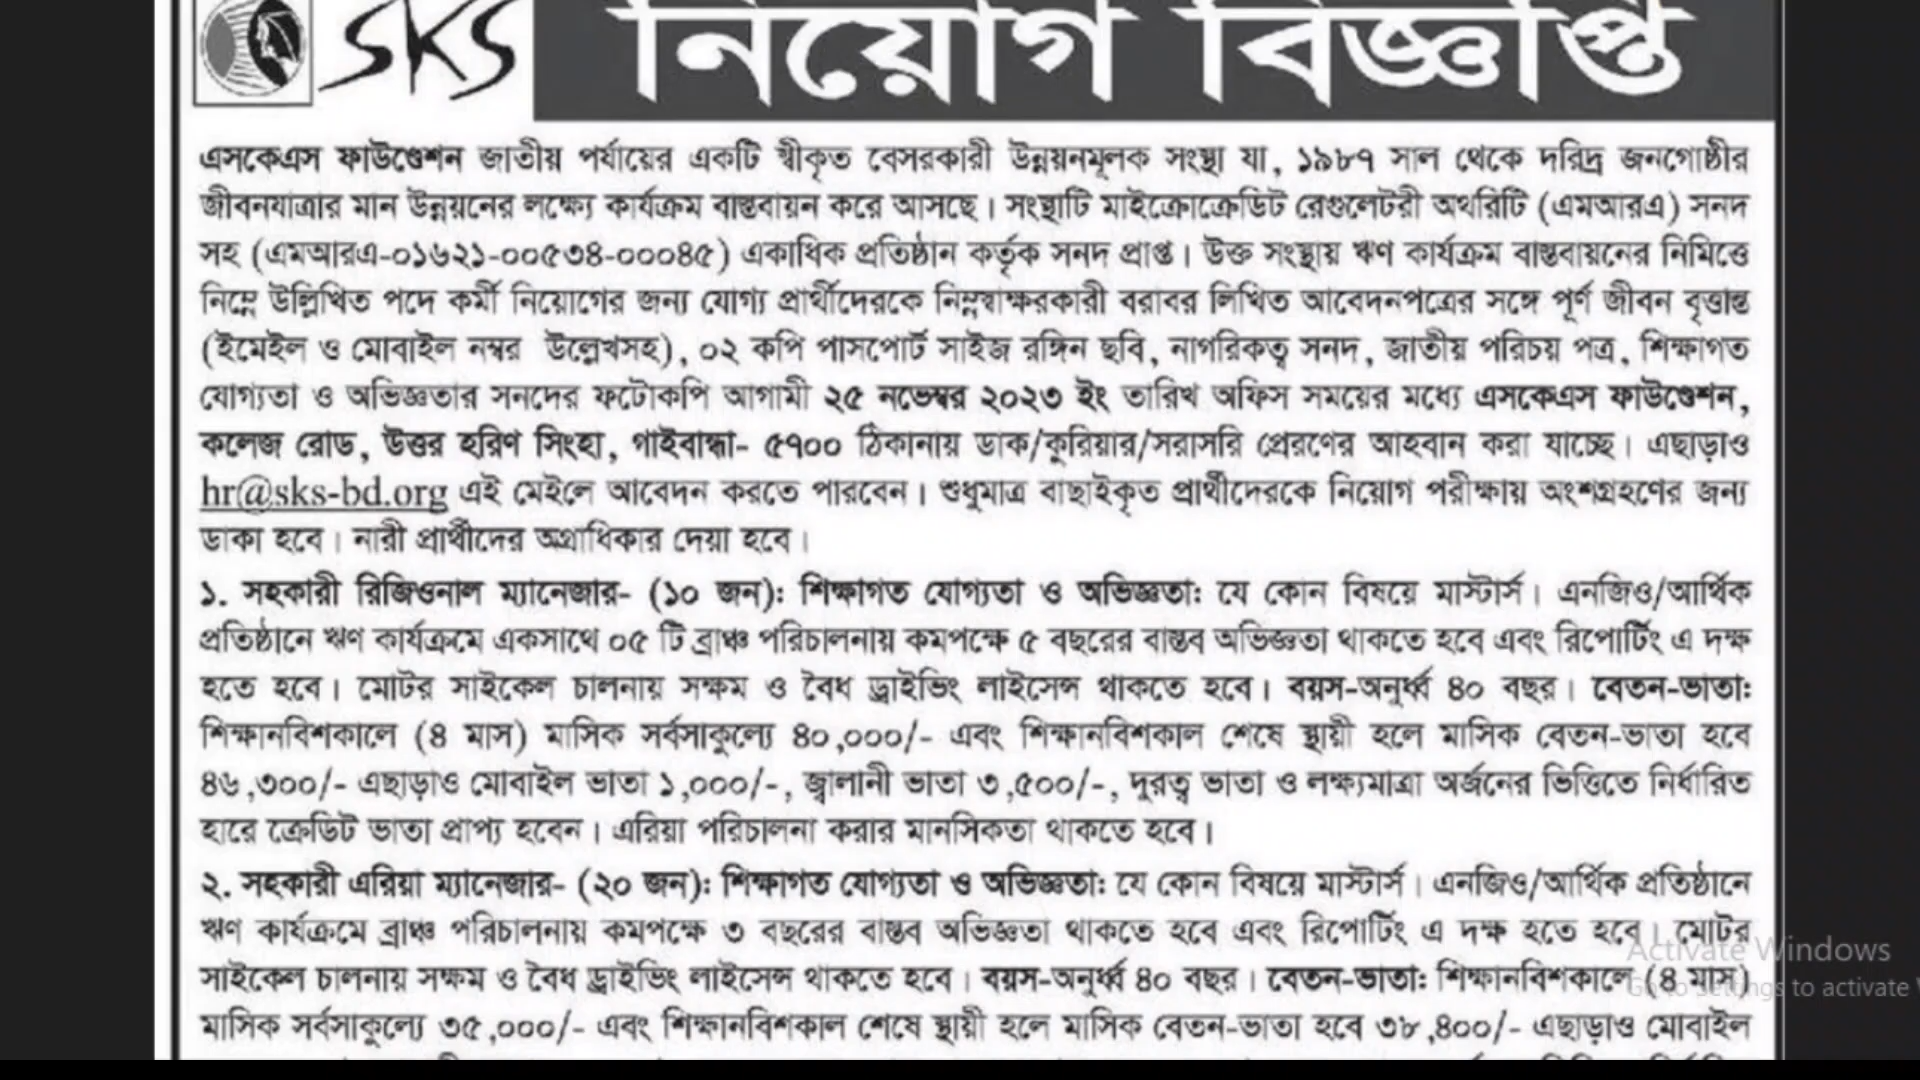 SKS নিয়োগ বিজ্ঞপ্তি
এসকেএস ফাউণ্ডেশন জাতীয় পর্যায়ের একটি স্বীকৃত বেসরকারী উন্নয়নমূলক সংস্থা যা, ১৯৮৭ সাল থেকে দরিদ্র জনগোষ্ঠীর
জীবনযাত্রার মান উন্নয়নের লক্ষ্যে কার্যক্রম বাস্তবায়ন করে আসছে। সংস্থাটি মাইক্রোক্রেডিট রেগুলেটরী অথরিটি (এমআরএ) সনদ
সহ (এমআরএ-০১৬২১-০০৫৩৪-০০০৪৫) একাধিক প্রতিষ্ঠান কর্তৃক সনদ প্রাপ্ত। উক্ত সংস্থায় ঋণ কার্যক্রম বাস্তবায়নের নিমিত্তে
নিম্নে উল্লিখিত পদে কর্মী নিয়োগের জন্য যোগ্য প্রার্থীদেরকে নিম্নস্বাক্ষরকারী বরাবর লিখিত আবেদনপত্রের সঙ্গে পূর্ণ জীবন বৃত্তান্ত
(ইমেইল ও মোবাইল নম্বর উল্লেখসহ), ০২ কপি পাসপোর্ট সাইজ রঙ্গিন ছবি, নাগরিকত্ব সনদ, জাতীয় পরিচয় পত্র, শিক্ষাগত
যোগ্যতা ও অভিজ্ঞতার সনদের ফটোকপি আগামী ২৫ নভেম্বর ২০২৩ ইং তারিখ অফিস সময়ের মধ্যে এসকেএস ফাউণ্ডেশন,
কলেজ রোড, উত্তর হরিণ সিংহা, গাইবান্ধা- ৫৭০০ ঠিকানায় ডাক/কুরিয়ার/সরাসরি প্রেরণের আহবান করা যাচ্ছে। এছাড়াও
hr@sks-bd.org এই মেইলে আবেদন করতে পারবেন। শুধুমাত্র বাছাইকৃত প্রার্থীদেরকে নিয়োগ পরীক্ষায় অংশগ্রহণের জন্য
ডাকা হবে। নারী প্রার্থীদের অগ্রাধিকার দেয়া হবে।
১. সহকারী রিজিওনাল ম্যানেজার- (১০ জন): শিক্ষাগত যোগ্যতা ও অভিজ্ঞতা: যে কোন বিষয়ে মাস্টার্স। এনজিও/আর্থিক
প্রতিষ্ঠানে ঋণ কার্যক্রমে একসাথে ০৫ টি ব্রাঞ্চ পরিচালনায় কমপক্ষে ৫ বছরের বাস্তব অভিজ্ঞতা থাকতে হবে এবং রিপোর্টিং এ দক্ষ
হতে হবে। মোটর সাইকেল চালনায় সক্ষম ও বৈধ ড্রাইভিং লাইসেন্স থাকতে হবে। বয়স-অনুর্ধ্ব ৪০ বছর। বেতন-ভাতা:
শিক্ষানবিশকালে (৪ মাস) মাসিক সর্বসাকুল্যে ৪০,০০০/- এবং শিক্ষানবিশকাল শেষে স্থায়ী হলে মাসিক বেতন-ভাতা হবে
৪৬,৩০০/- এছাড়াও মোবাইল ভাতা ১,০০০/-, জ্বালানী ভাতা ৩,৫০০/-, দুরত্ব ভাতা ও লক্ষ্যমাত্রা অর্জনের ভিত্তিতে নির্ধারিত
হারে ক্রেডিট ভাতা প্রাপ্য হবেন। এরিয়া পরিচালনা করার মানসিকতা থাকতে হবে।
২. সহকারী এরিয়া ম্যানেজার- (২০ জন): শিক্ষাগত যোগ্যতা ও অভিজ্ঞতা: যে কোন বিষয়ে মাস্টার্স। এনজিও/আর্থিক প্রতিষ্ঠানে
ঋণ কার্যক্রমে ব্রাঞ্চ পরিচালনায় কমপক্ষে ৩ বছরের বাস্তব অভিজ্ঞতা থাকতে হবে এবং রিপোর্টিং এ দক্ষ হতে হবে। মোটর
সাইকেল চালনায় সক্ষম ও বৈধ ড্রাইভিং লাইসেন্স থাকতে হবে। বয়স-অনুর্ধ্ব ৪০ বছর। বেতন-ভাতা: শিক্ষানবিশকালে (৪ মাস)
মাসিক সর্বসাকুল্যে ৩৫,০০০/- এবং শিক্ষানবিশকাল শেষে স্থায়ী হলে মাসিক বেতন-ভাতা হবে ৩৮,৪০০/- এছাড়াও মোবাইল
Activate Windows
Go to Settings to activate